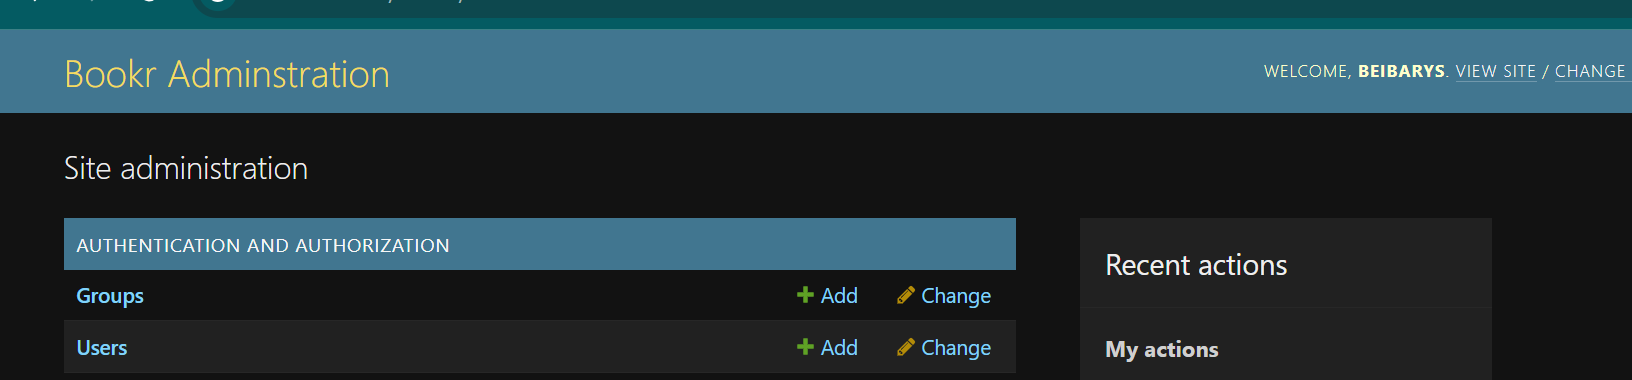 Bookr Adminstration
WELCOME, BEIBARYS. VIEW SITE / CHANGE
Site administration
AUTHENTICATION AND AUTHORIZATION
Groups Add Change
Users Add Change
Recent actions
My actions